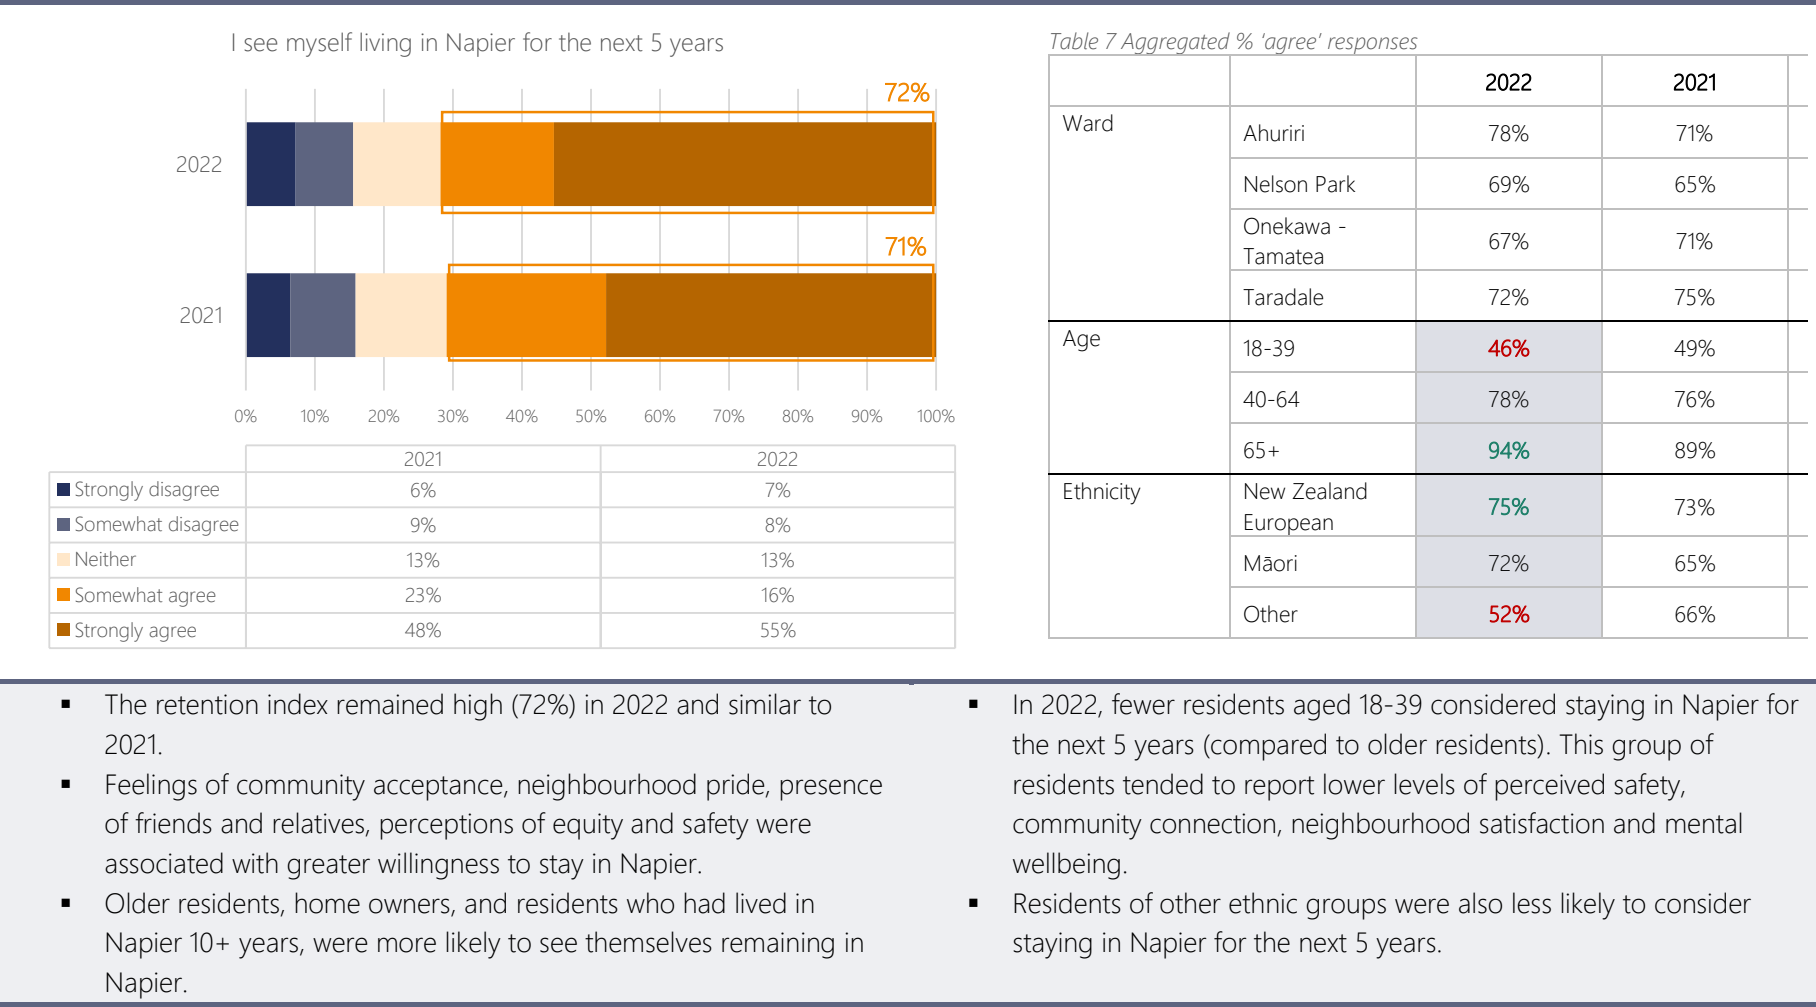 I see myself living in Napier for the next 5 years
72%
2022
71%
2021
0% 10% 20% 30% 40% 50% 60% 70% 80% 90% 100%
2021 2022
Strongly disagree 6% 7%
Somewhat disagree 9% 8%
Neither 13% 13%
Somewhat agree 23% 16%
Strongly agree 48% 55%
Table 7 Aggregated % ‘agree’ responses
2022 2021
Ward Ahuriri 78% 71%
Nelson Park 69% 65%
Onekawa -
Tamatea 67% 71%
Taradale 72% 75%
Age 18-39 46% 49%
40-64 78% 76%
65+ 94% 89%
Ethnicity New Zealand
European 75% 73%
Māori 72% 65%
Other 52% 66%
▪ The retention index remained high (72%) in 2022 and similar to
2021.
▪ Feelings of community acceptance, neighbourhood pride, presence
of friends and relatives, perceptions of equity and safety were
associated with greater willingness to stay in Napier.
▪ Older residents, home owners, and residents who had lived in
Napier 10+ years, were more likely to see themselves remaining in
Napier.
▪ In 2022, fewer residents aged 18-39 considered staying in Napier for
the next 5 years (compared to older residents). This group of
residents tended to report lower levels of perceived safety,
community connection, neighbourhood satisfaction and mental
wellbeing.
▪ Residents of other ethnic groups were also less likely to consider
staying in Napier for the next 5 years.